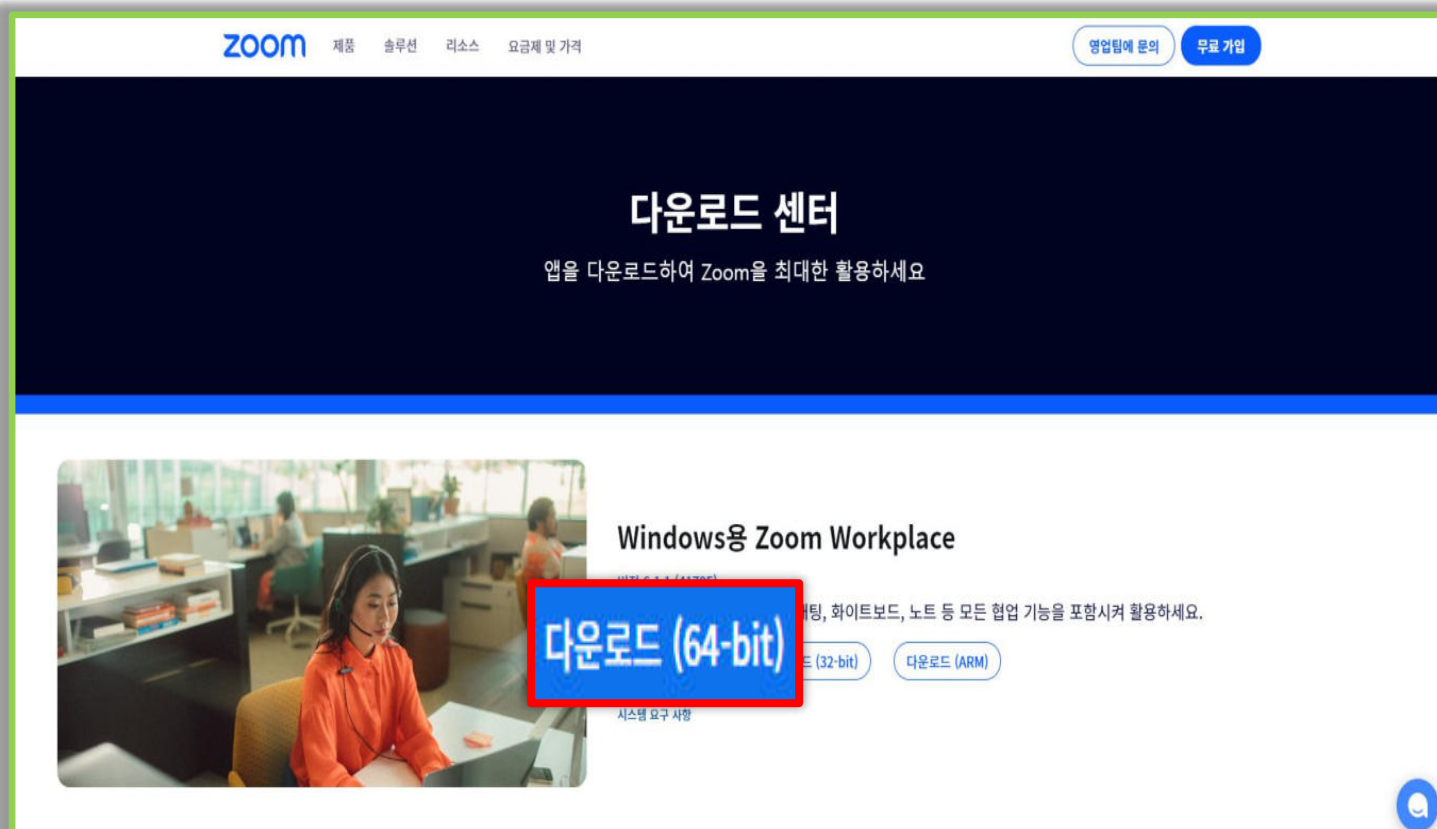 zoom 제품 솔루션 리소스 요금제 및 가격 영업팀에 문의 무료 가입
다운로드 센터
앱을 다운로드하여 Zoom을 최대한 활용하세요
Windows용 Zoom Workplace
화이트보드, 노트 등 모든 협업 기능을 포함시켜 활용하세요.
다운로드 (64-bit) (32-bit) 다운로드 (ARM)
시스템 요구 사항